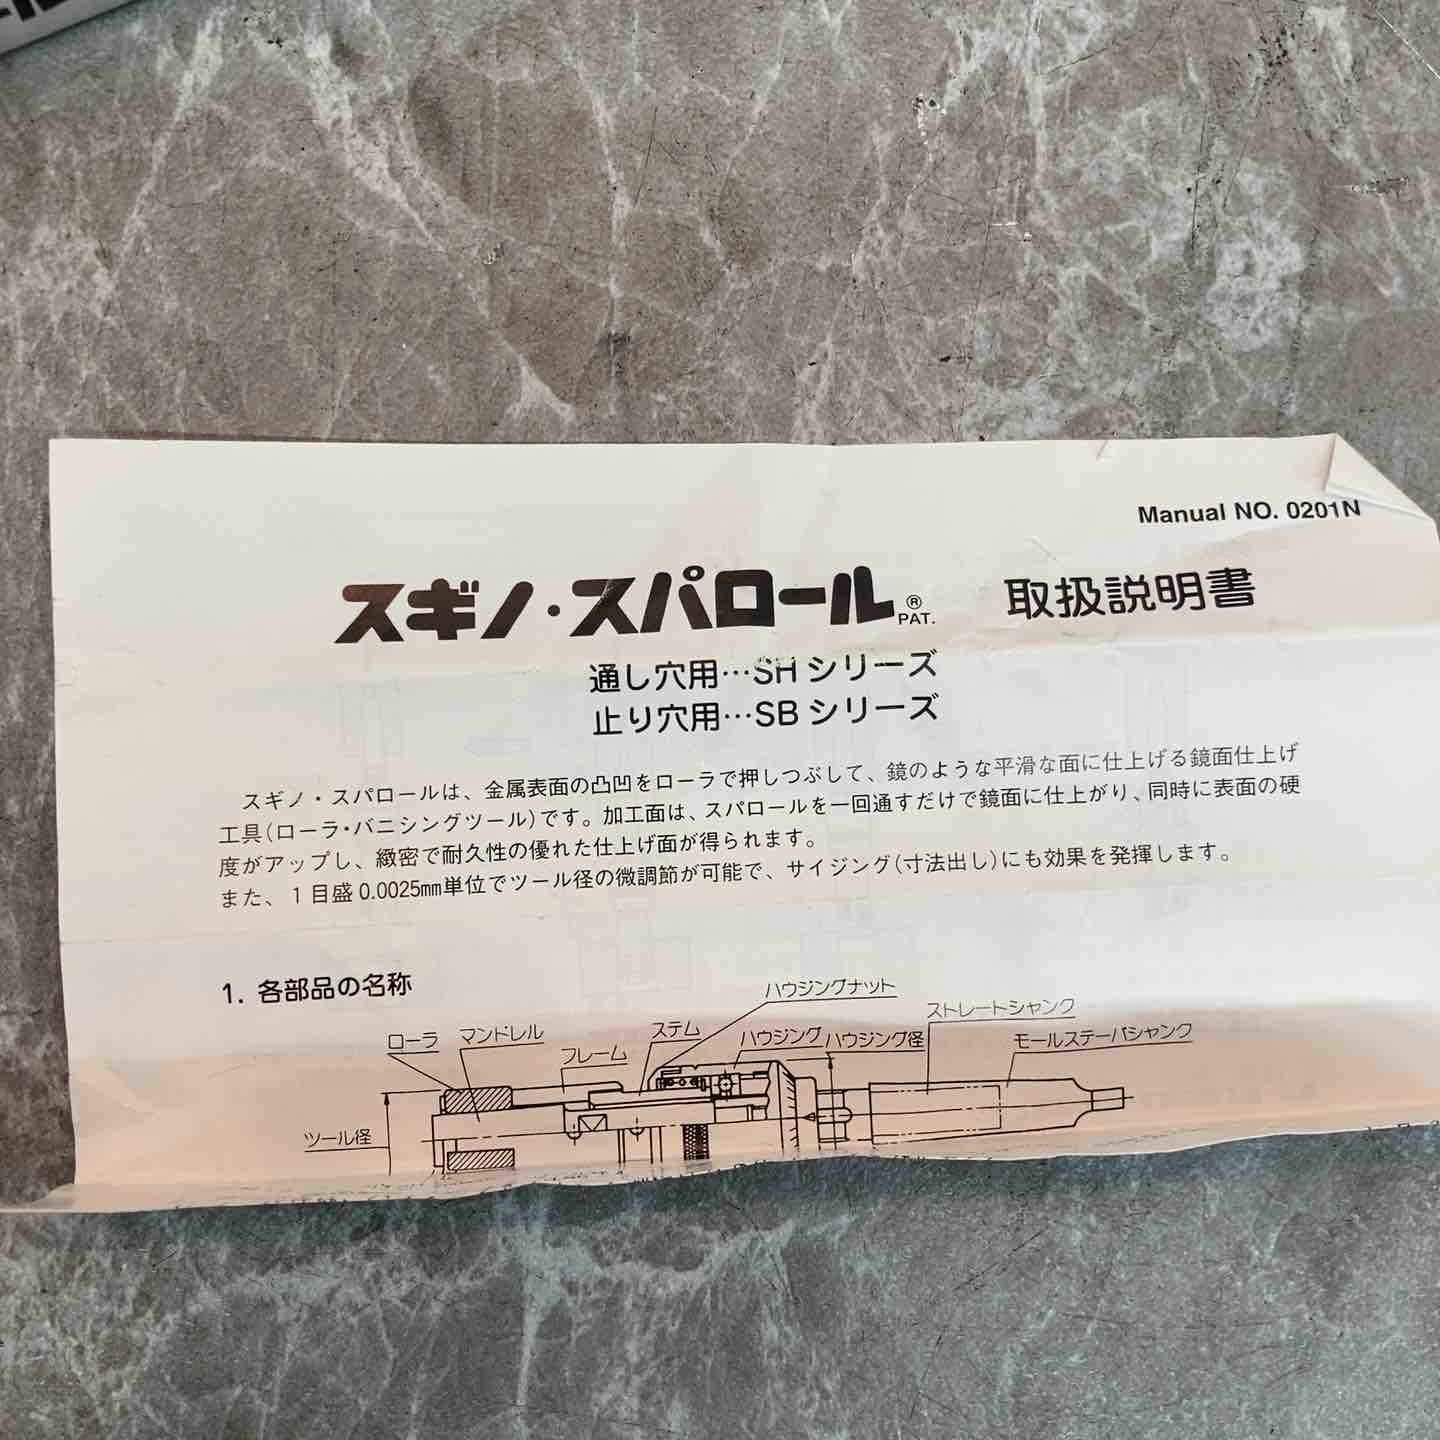 Manual NO. 0201N
スギノ・スパロール® PAT. 取扱説明書
通し穴用…SH シリーズ
止り穴用…SB シリーズ
スギノ・スパロールは、金属表面の凸凹をローラで押しつぶして、鏡のような平滑な面に仕上げる鏡面仕上げ
工具(ローラ・バニシングツール)です。加工面は、スパロールを一回通すだけで鏡面に仕上がり、同時に表面の硬
度がアップし、緻密で耐久性の優れた仕上げ面が得られます。
また、1目盛0.0025㎜単位でツール径の微調節が可能で、サイジング(寸法出し)にも効果を発揮します。
1. 各部品の名称
ハウジングナット
ストレートシャンク
ローラ
マンドレル
フレーム
ステム
ハウジング
ハウジング径
モールステーパシャンク
ツール径